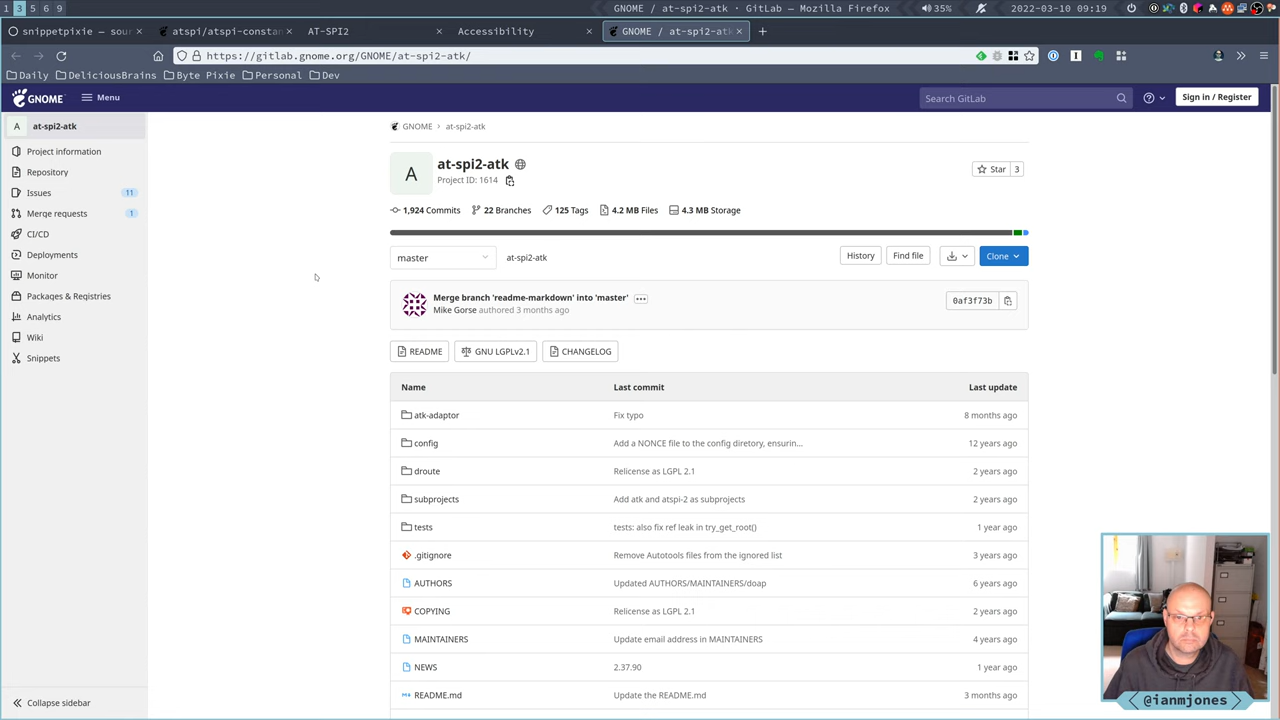 1 3 5 6 9
GNOME / at-spi2-atk · GitLab — Mozilla Firefox
35%
2022-03-10 09:19
snippetpixie — sour
atspi/atspi-constan
AT-SPI2
Accessibility
GNOME / at-spi2-atk
https://gitlab.gnome.org/GNOME/at-spi2-atk/
Daily DeliciousBrains Byte Pixie Personal Dev
GNOME Menu
Search GitLab
Sign in / Register
A at-spi2-atk
Project information
Repository
Issues 11
Merge requests 1
CI/CD
Deployments
Monitor
Packages & Registries
Analytics
Wiki
Snippets
Collapse sidebar
GNOME › at-spi2-atk
A
at-spi2-atk
Project ID: 1614
Star 3
1,924 Commits 22 Branches 125 Tags 4.2 MB Files 4.3 MB Storage
master at-spi2-atk History Find file Clone
Merge branch 'readme-markdown' into 'master'
Mike Gorse authored 3 months ago
0af3f73b
README GNU LGPLv2.1 CHANGELOG
Name Last commit Last update
atk-adaptor Fix typo 8 months ago
config Add a NONCE file to the config diretory, ensurin... 12 years ago
droute Relicense as LGPL 2.1 2 years ago
subprojects Add atk and atspi-2 as subprojects 2 years ago
tests tests: also fix ref leak in try_get_root() 1 year ago
.gitignore Remove Autotools files from the ignored list 3 years ago
AUTHORS Updated AUTHORS/MAINTAINERS/doap 6 years ago
COPYING Relicense as LGPL 2.1 2 years ago
MAINTAINERS Update email address in MAINTAINERS 4 years ago
NEWS 2.37.90 1 year ago
README.md Update the README.md 3 months ago
@ianmjones